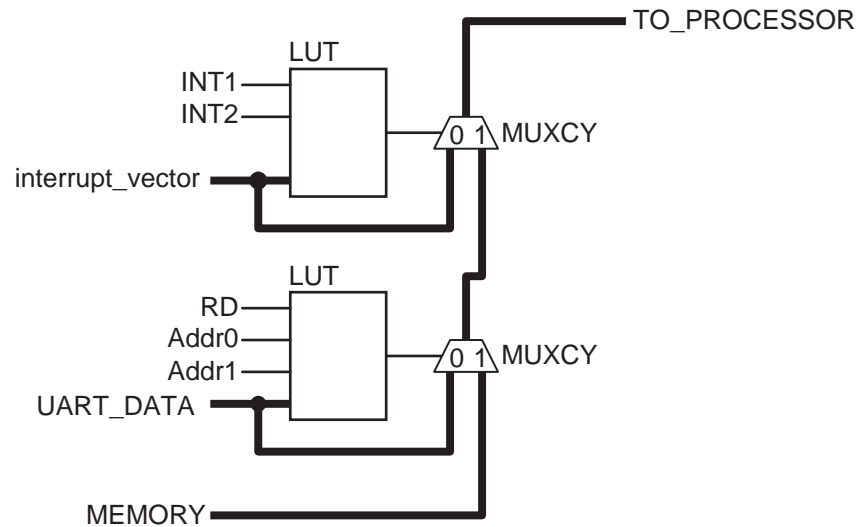 TO_PROCESSOR
LUT
INT1
INT2
0 1 MUXCY
interrupt_vector
LUT
RD
Addr0
0 1 MUXCY
Addr1
UART_DATA
MEMORY